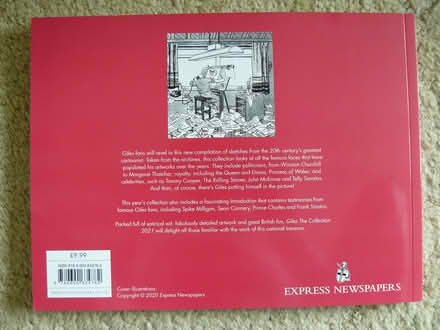 Giles fans will revel in this new compilation of sketches from the 20th century's greatest
cartoonist. Taken from the archives, this collection looks at all the famous faces that have
populated his artwork over the years. They include politicians, from Winston Churchill
to Margaret Thatcher; royalty, including the Queen and Diana, Princess of Wales; and
celebrities, such as Tommy Cooper, The Rolling Stones, John McEnroe and Telly Savalas.
And then, of course, there's Giles putting himself in the picture!
This year's collection also includes a fascinating introduction that contains testimonies from
famous Giles fans, including Spike Milligan, Sean Connery, Prince Charles and Frank Sinatra.
Packed full of satirical wit, fabulously detailed artwork and great British fun, Giles The Collection
2021 will delight all those familiar with the work of this national treasure.
£9.99
Cover illustrations
Copyright © 2020 Express Newspapers
EXPRESS NEWSPAPERS